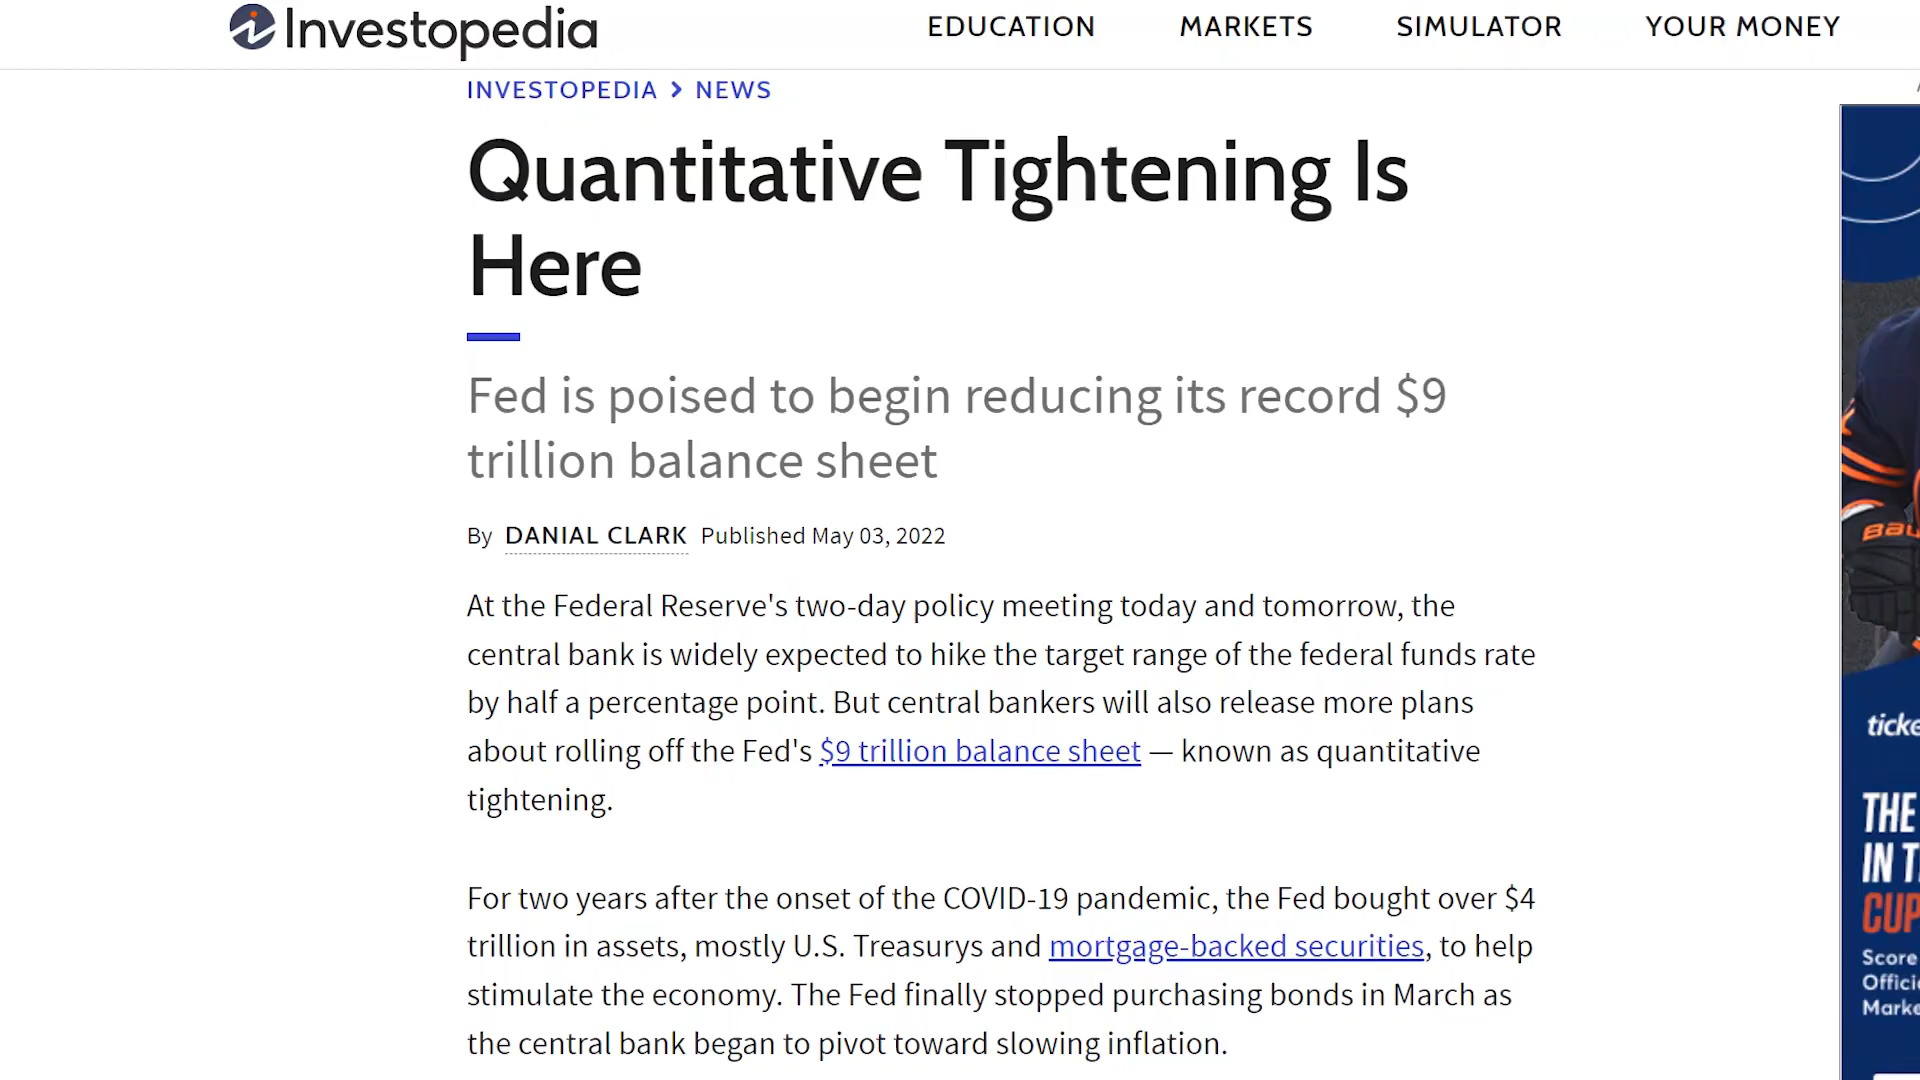 Investopedia
EDUCATION MARKETS SIMULATOR YOUR MONEY
INVESTOPEDIA > NEWS
Quantitative Tightening Is
Here
Fed is poised to begin reducing its record $9
trillion balance sheet
By DANIAL CLARK Published May 03, 2022
At the Federal Reserve's two-day policy meeting today and tomorrow, the
central bank is widely expected to hike the target range of the federal funds rate
by half a percentage point. But central bankers will also release more plans
about rolling off the Fed's $9 trillion balance sheet — known as quantitative
tightening.
For two years after the onset of the COVID-19 pandemic, the Fed bought over $4
trillion in assets, mostly U.S. Treasurys and mortgage-backed securities, to help
stimulate the economy. The Fed finally stopped purchasing bonds in March as
the central bank began to pivot toward slowing inflation.
THE
IN
CUP
Score